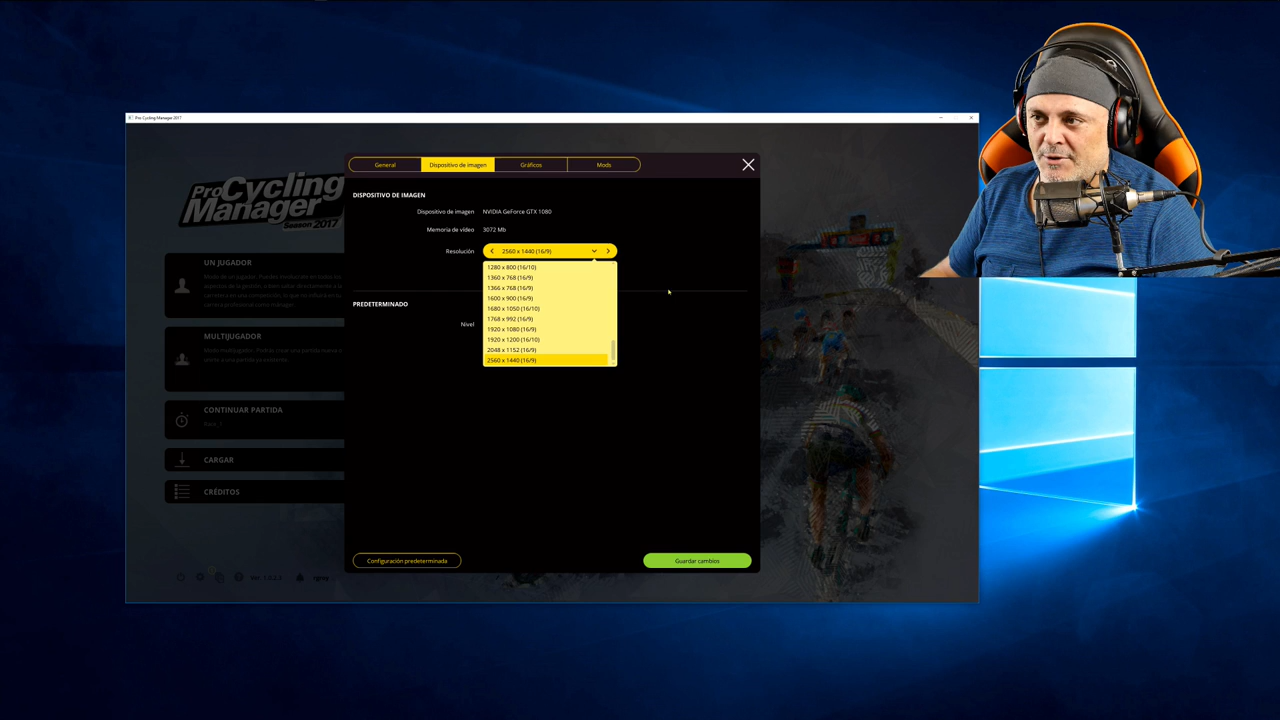 Pro Cycling Manager 2017
General
Dispositivo de imagen
Gráficos
Mods
Pro Cycling
Manager
Season 2017
DISPOSITIVO DE IMAGEN
Dispositivo de imagen NVIDIA GeForce GTX 1080
Memoria de vídeo 3072 Mb
Resolución 2560 x 1440 (16/9)
1280 x 800 (16/10)
1360 x 768 (16/9)
1366 x 768 (16/9)
1600 x 900 (16/9)
1680 x 1050 (16/10)
1768 x 992 (16/9)
1920 x 1080 (16/9)
1920 x 1200 (16/10)
2048 x 1152 (16/9)
2560 x 1440 (16/9)
PREDETERMINADO
Nivel
UN JUGADOR
MULTIJUGADOR
CONTINUAR PARTIDA
CARGAR
CRÉDITOS
Configuración predeterminada
Guardar cambios